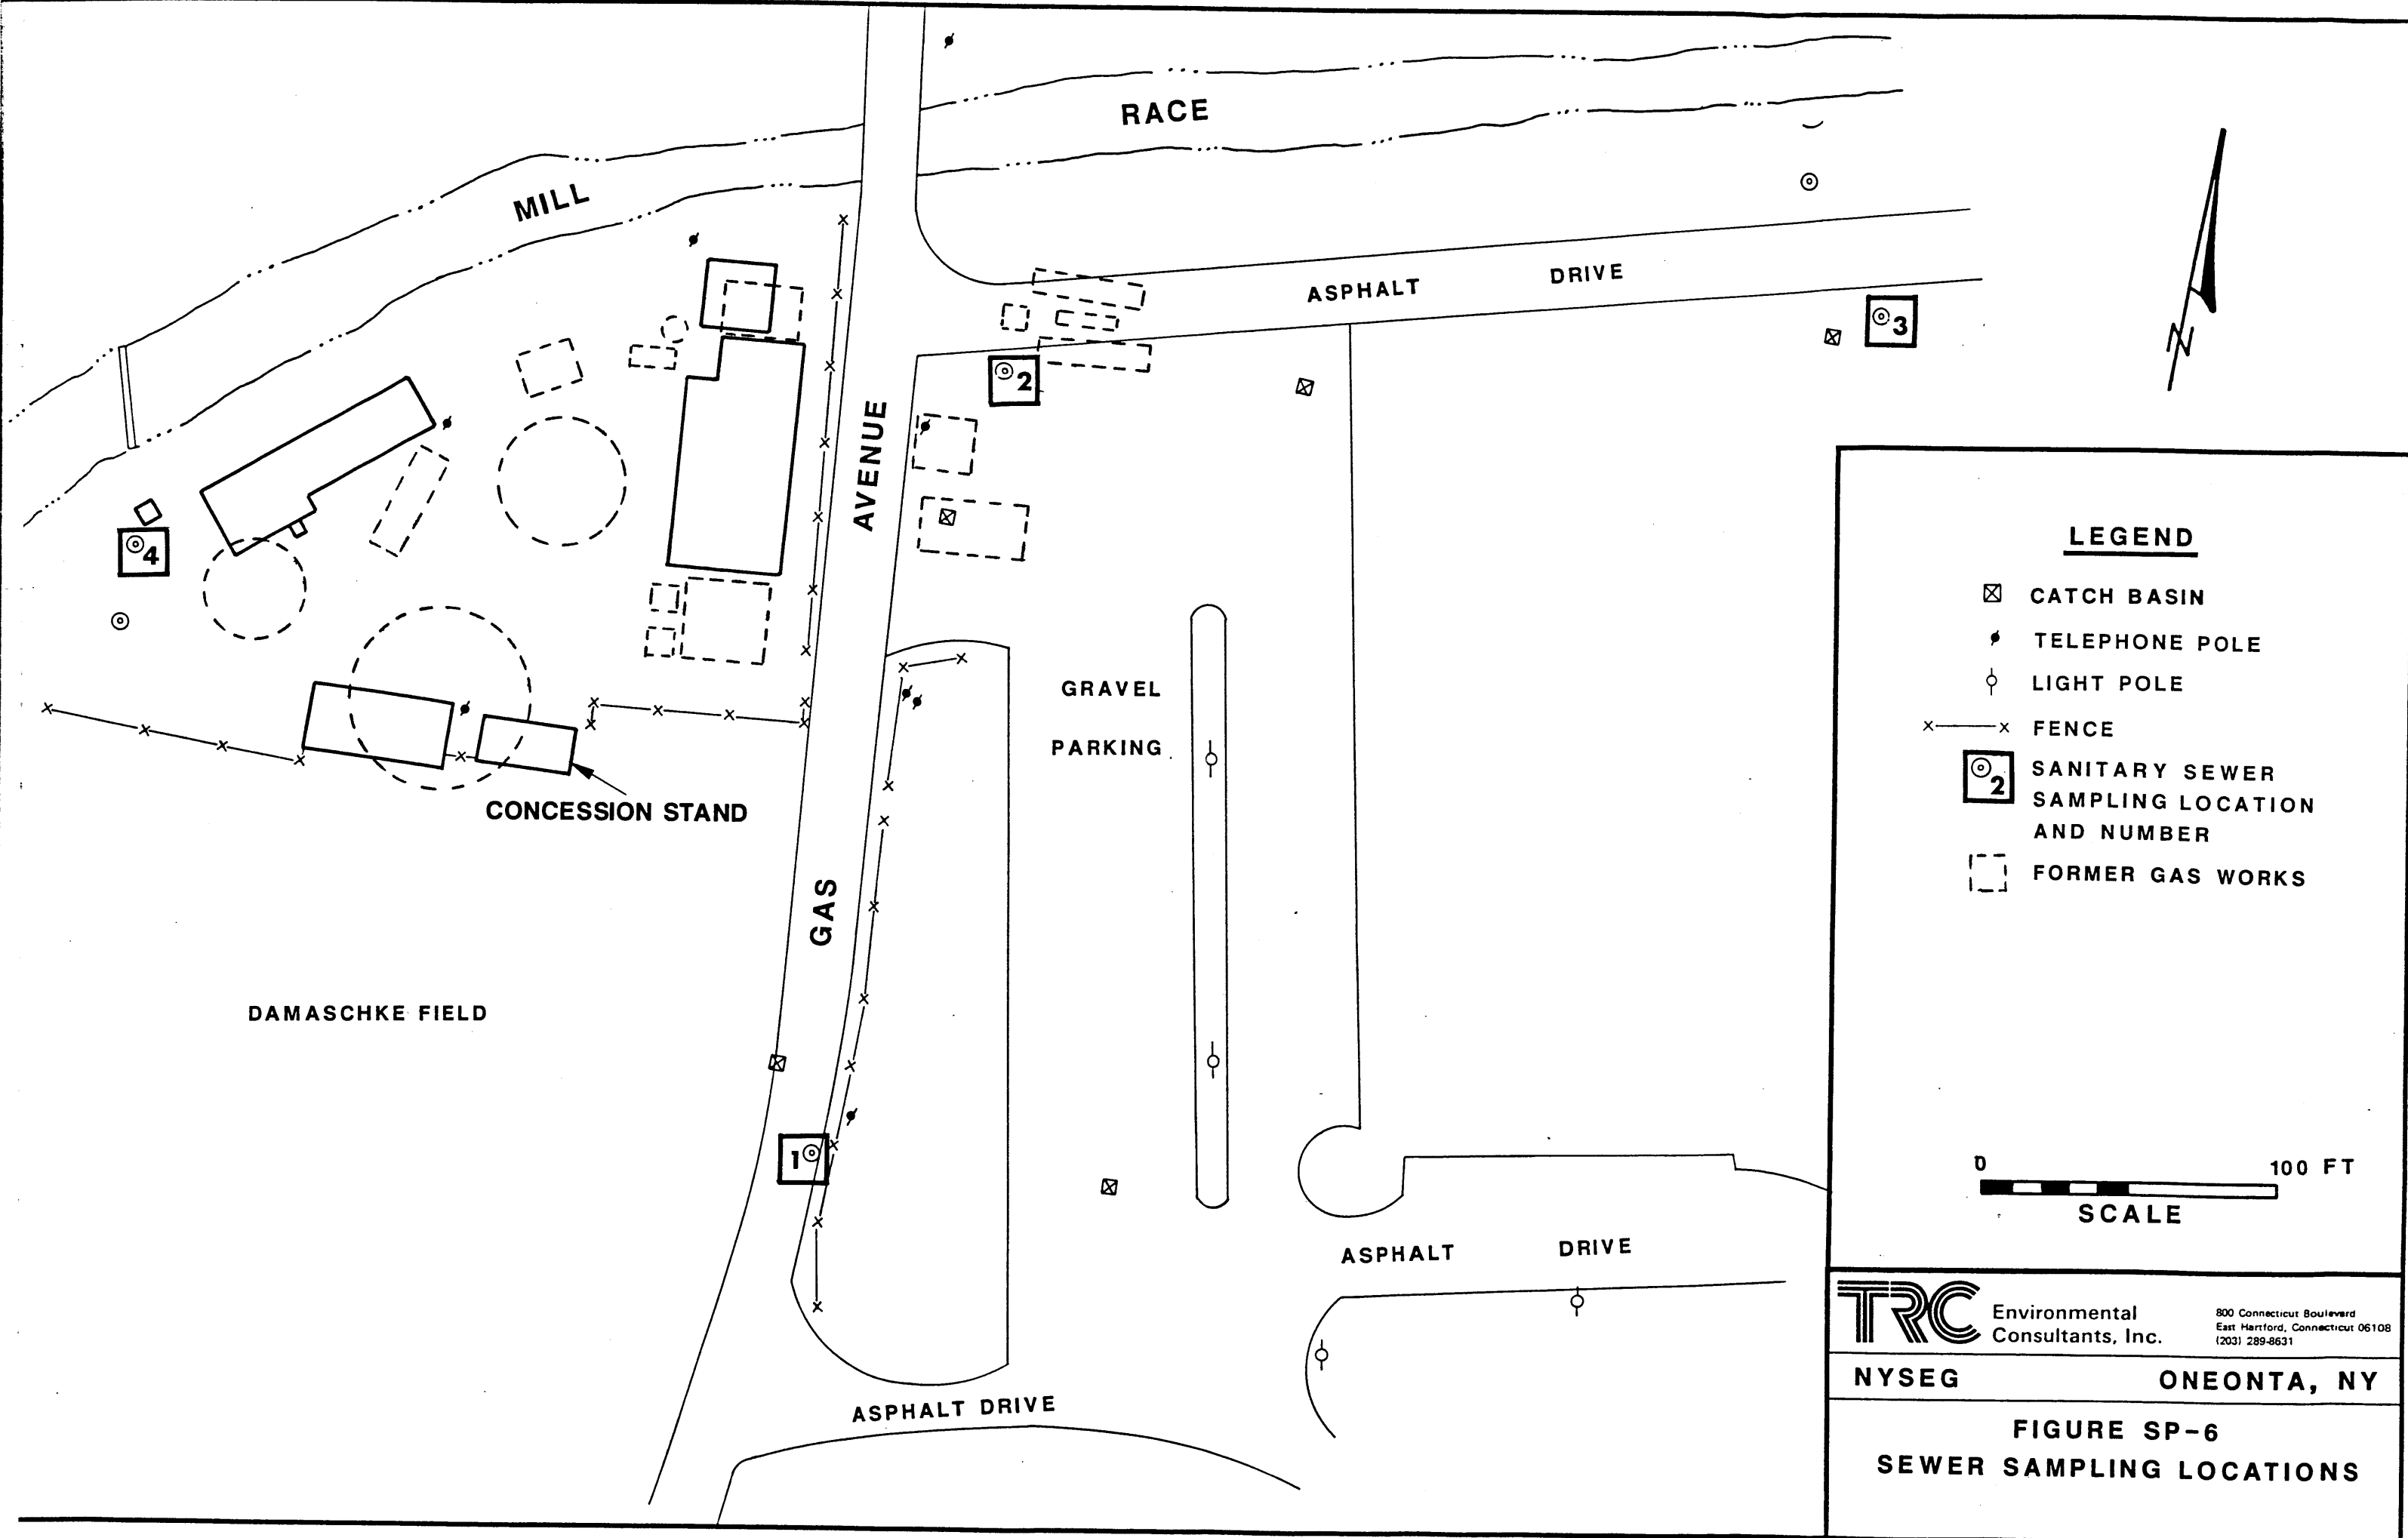 MILL
RACE
ASPHALT DRIVE
3
2
4
AVENUE
GRAVEL
PARKING
CONCESSION STAND
GAS
DAMASCHKE FIELD
1
ASPHALT DRIVE
ASPHALT DRIVE
N
LEGEND
CATCH BASIN
TELEPHONE POLE
LIGHT POLE
x x FENCE
2
SANITARY SEWER
SAMPLING LOCATION
AND NUMBER
FORMER GAS WORKS
0 100 FT
SCALE
TRC
Environmental
Consultants, Inc.
800 Connecticut Boulevard
East Hartford, Connecticut 06108
(203) 289-8631
NYSEG ONEONTA, NY
FIGURE SP-6
SEWER SAMPLING LOCATIONS